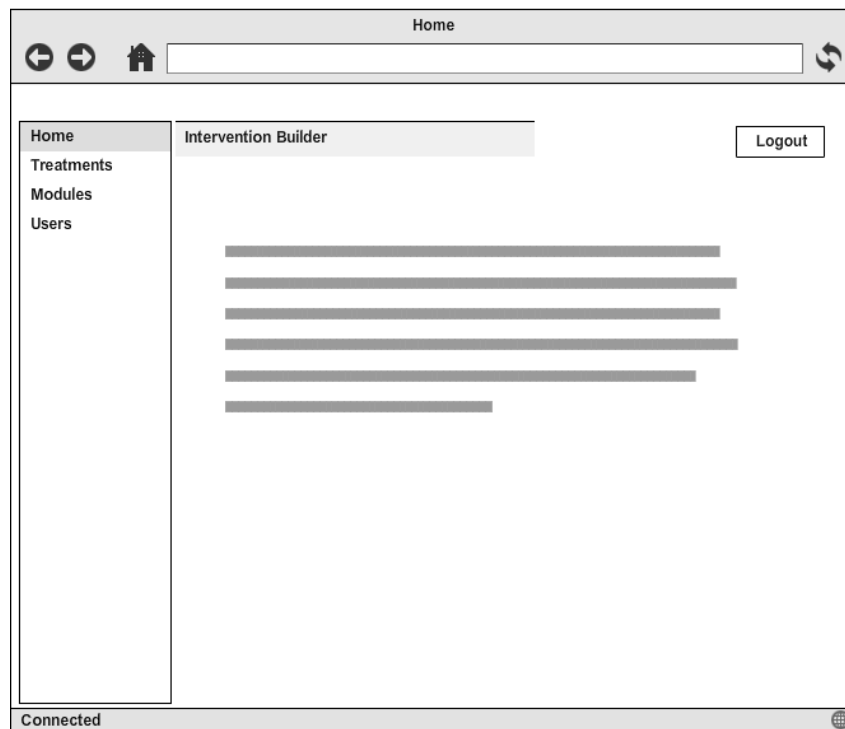 Home
Home
Intervention Builder
Logout
Treatments
Modules
Users
Connected